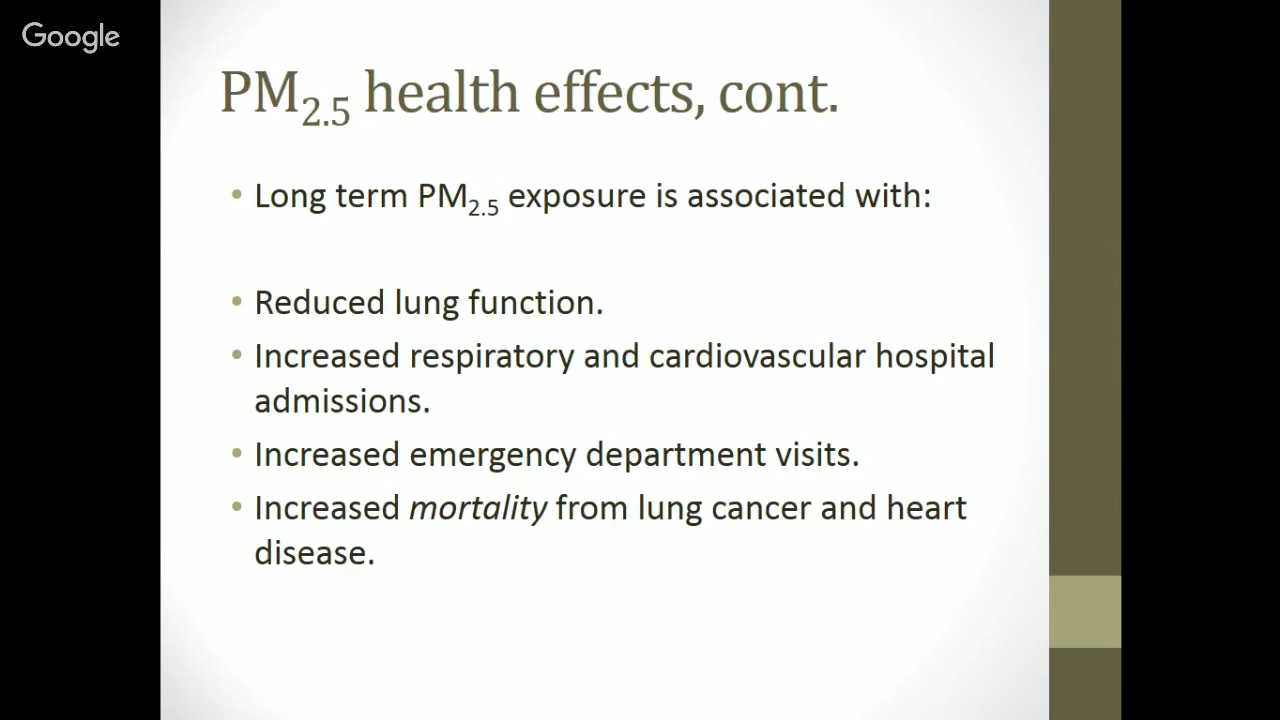 Google
PM2.5 health effects, cont.
• Long term PM2.5 exposure is associated with:
• Reduced lung function.
• Increased respiratory and cardiovascular hospital
admissions.
• Increased emergency department visits.
• Increased mortality from lung cancer and heart
disease.